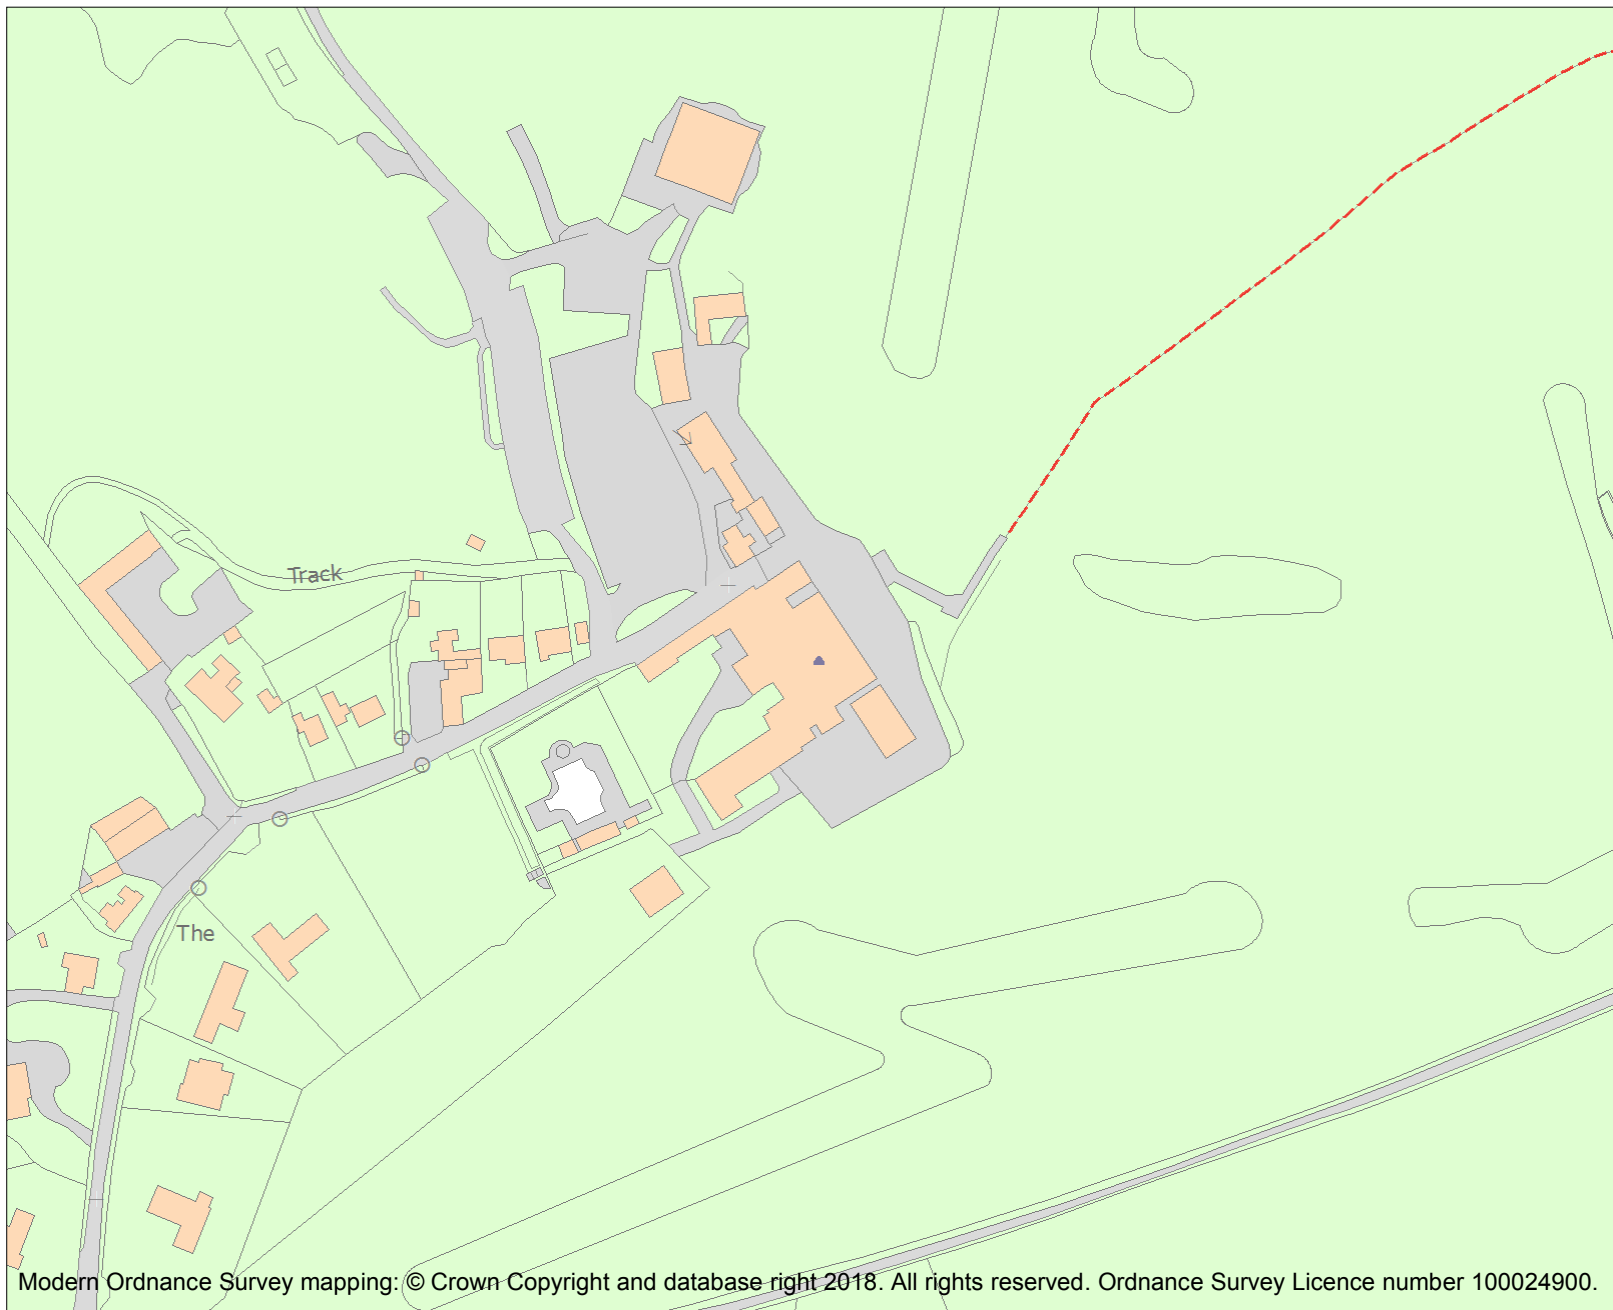 Track
The
Modern Ordnance Survey mapping: © Crown Copyright and database right 2018. All rights reserved. Ordnance Survey Licence number 100024900.